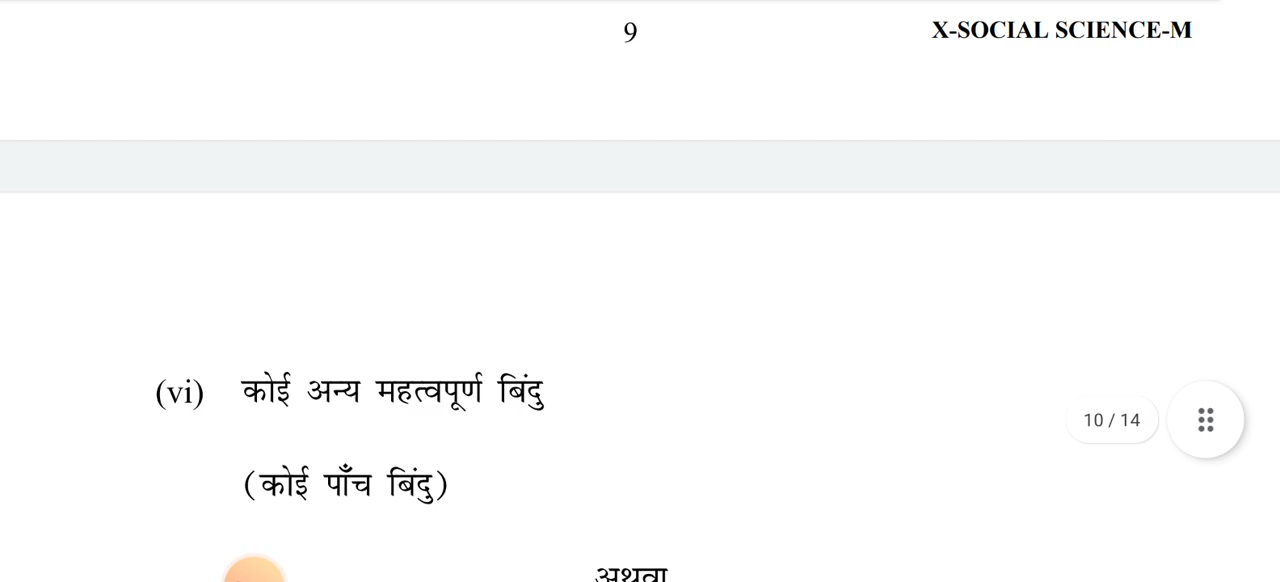 9 X-SOCIAL SCIENCE-M
(vi) कोई अन्य महत्वपूर्ण बिंदु
10 / 14
(कोई पाँच बिंदु)
अथवा